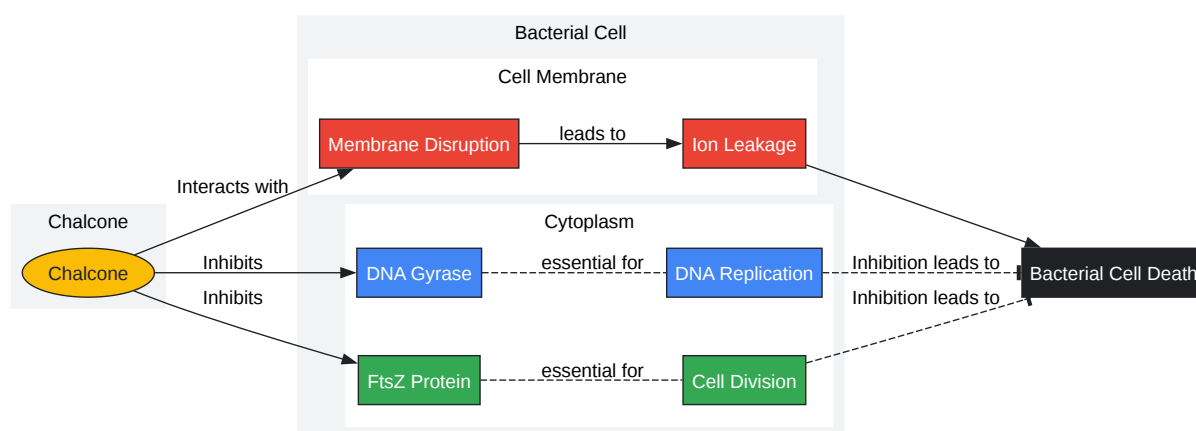 Bacterial Cell
Cell Membrane
Membrane Disruption
leads to
Ion Leakage
Interacts with
Chalcone
Cytoplasm
Chalcone
Inhibits
DNA Gyrase
essential for
DNA Replication
Inhibition leads to
Bacterial Cell Death
Inhibits
Inhibition leads to
FtsZ Protein
essential for
Cell Division